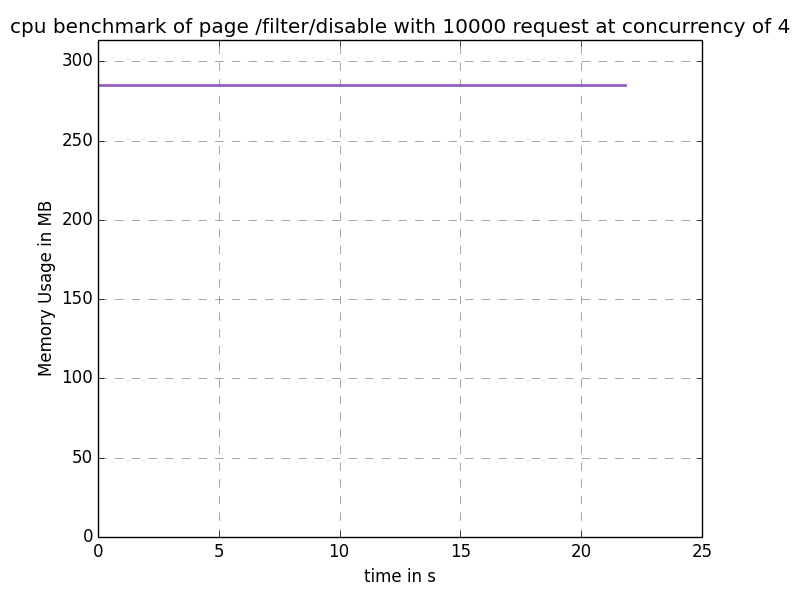 cpu benchmark of page /filter/disable with 10000 request at concurrency of 4
300
250
200
150
100
50
0
Memory Usage in MB
0 5 10 15 20 25
time in s